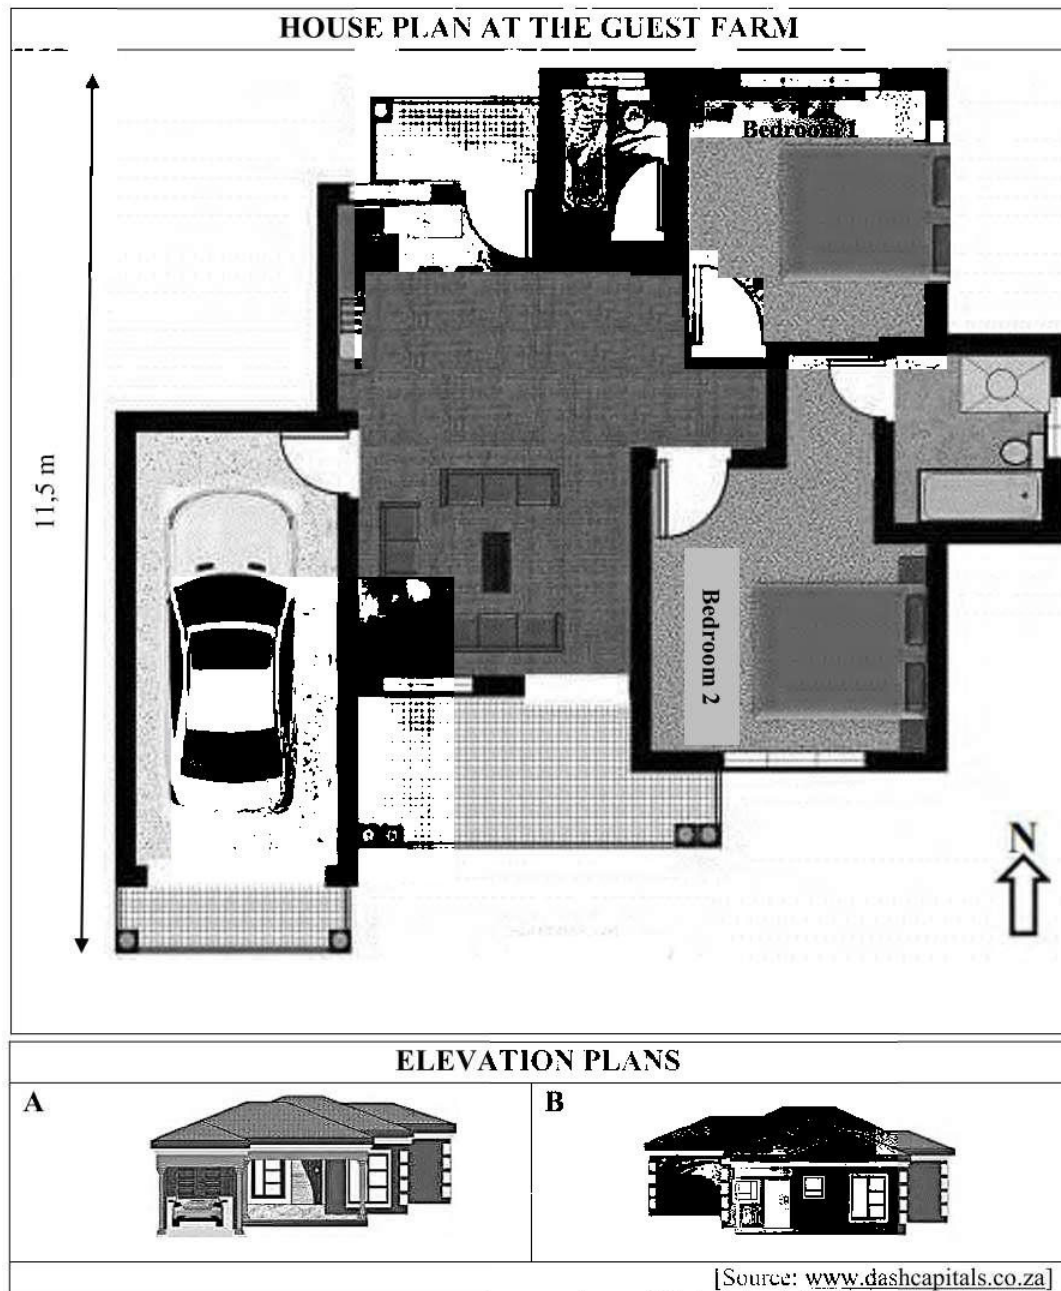 HOUSE PLAN AT THE GUEST FARM
Bedroom 1
11,5 m
Bedroom 2
N
ELEVATION PLANS
A
B
[Source: www.dashcapitals.co.za]